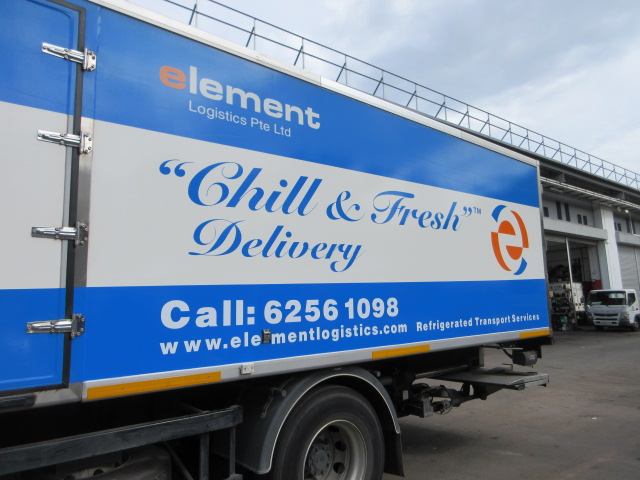 element
Logistics Pte Ltd
"Chill & Fresh"™
Delivery
e
Call: 6256 1098
www.elementlogistics.com Refrigerated Transport Services